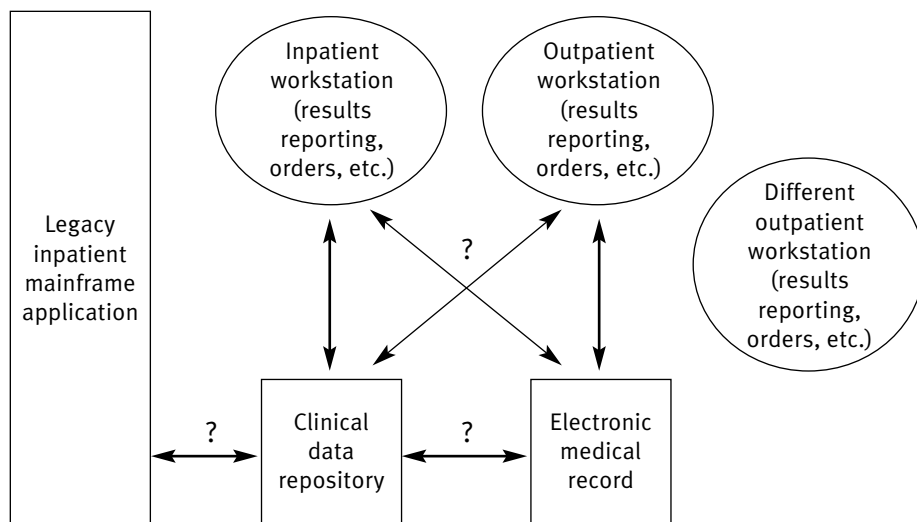 Inpatient
workstation
(results
reporting,
orders, etc.)
Outpatient
workstation
(results
reporting,
orders, etc.)
Different
outpatient
workstation
(results
reporting,
orders, etc.)
Legacy
inpatient
mainframe
application
?
?
Clinical
data
repository
?
Electronic
medical
record